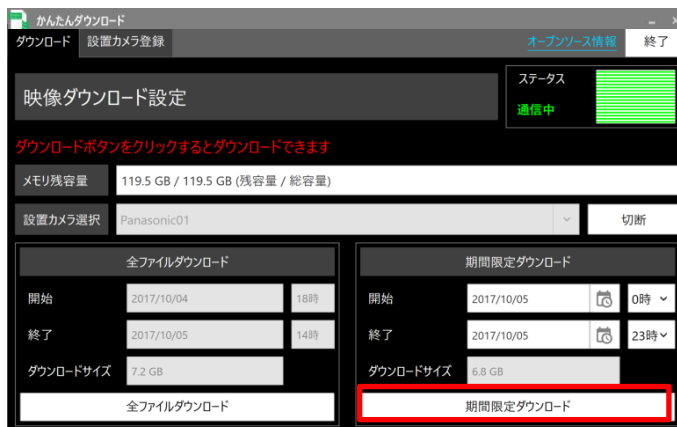 かんたんダウンロード
ダウンロード 設置カメラ登録 オープンソース情報 終了
映像ダウンロード設定
ステータス
通信中
ダウンロードボタンをクリックするとダウンロードできます
メモリ残容量 119.5 GB / 119.5 GB (残容量 / 総容量)
設置カメラ選択 Panasonic01 切断
全ファイルダウンロード
開始 2017/10/04 18時
終了 2017/10/05 14時
ダウンロードサイズ 7.2 GB
全ファイルダウンロード
期間限定ダウンロード
開始 2017/10/05 0時
終了 2017/10/05 23時
ダウンロードサイズ 6.8 GB
期間限定ダウンロード